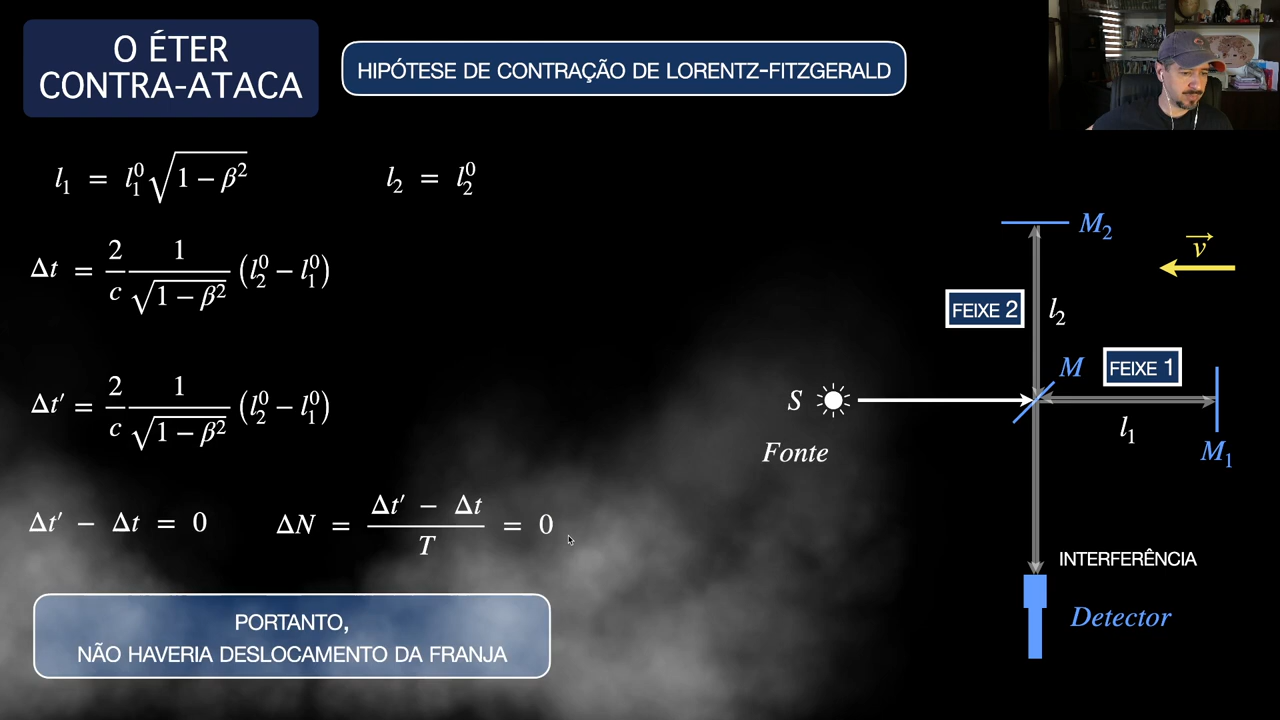 O ÉTER
CONTRA-ATACA
HIPÓTESE DE CONTRAÇÃO DE LORENTZ-FITZGERALD
l₁ = l₁⁰√(1 − β²)
l₂ = l₂⁰
Δt = 2/c 1/√(1 − β²) (l₂⁰ − l₁⁰)
Δt′ = 2/c 1/√(1 − β²) (l₂⁰ − l₁⁰)
Δt′ − Δt = 0
ΔN = (Δt′ − Δt)/T = 0
PORTANTO,
NÃO HAVERIA DESLOCAMENTO DA FRANJA
M₂
v⃗
FEIXE 2
l₂
M
FEIXE 1
S
l₁
Fonte
M₁
INTERFERÊNCIA
Detector